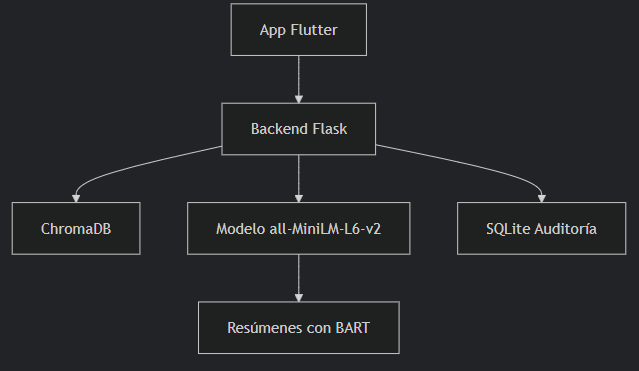 App Flutter
Backend Flask
ChromaDB
Modelo all-MiniLM-L6-v2
SQLite Auditoría
Resúmenes con BART